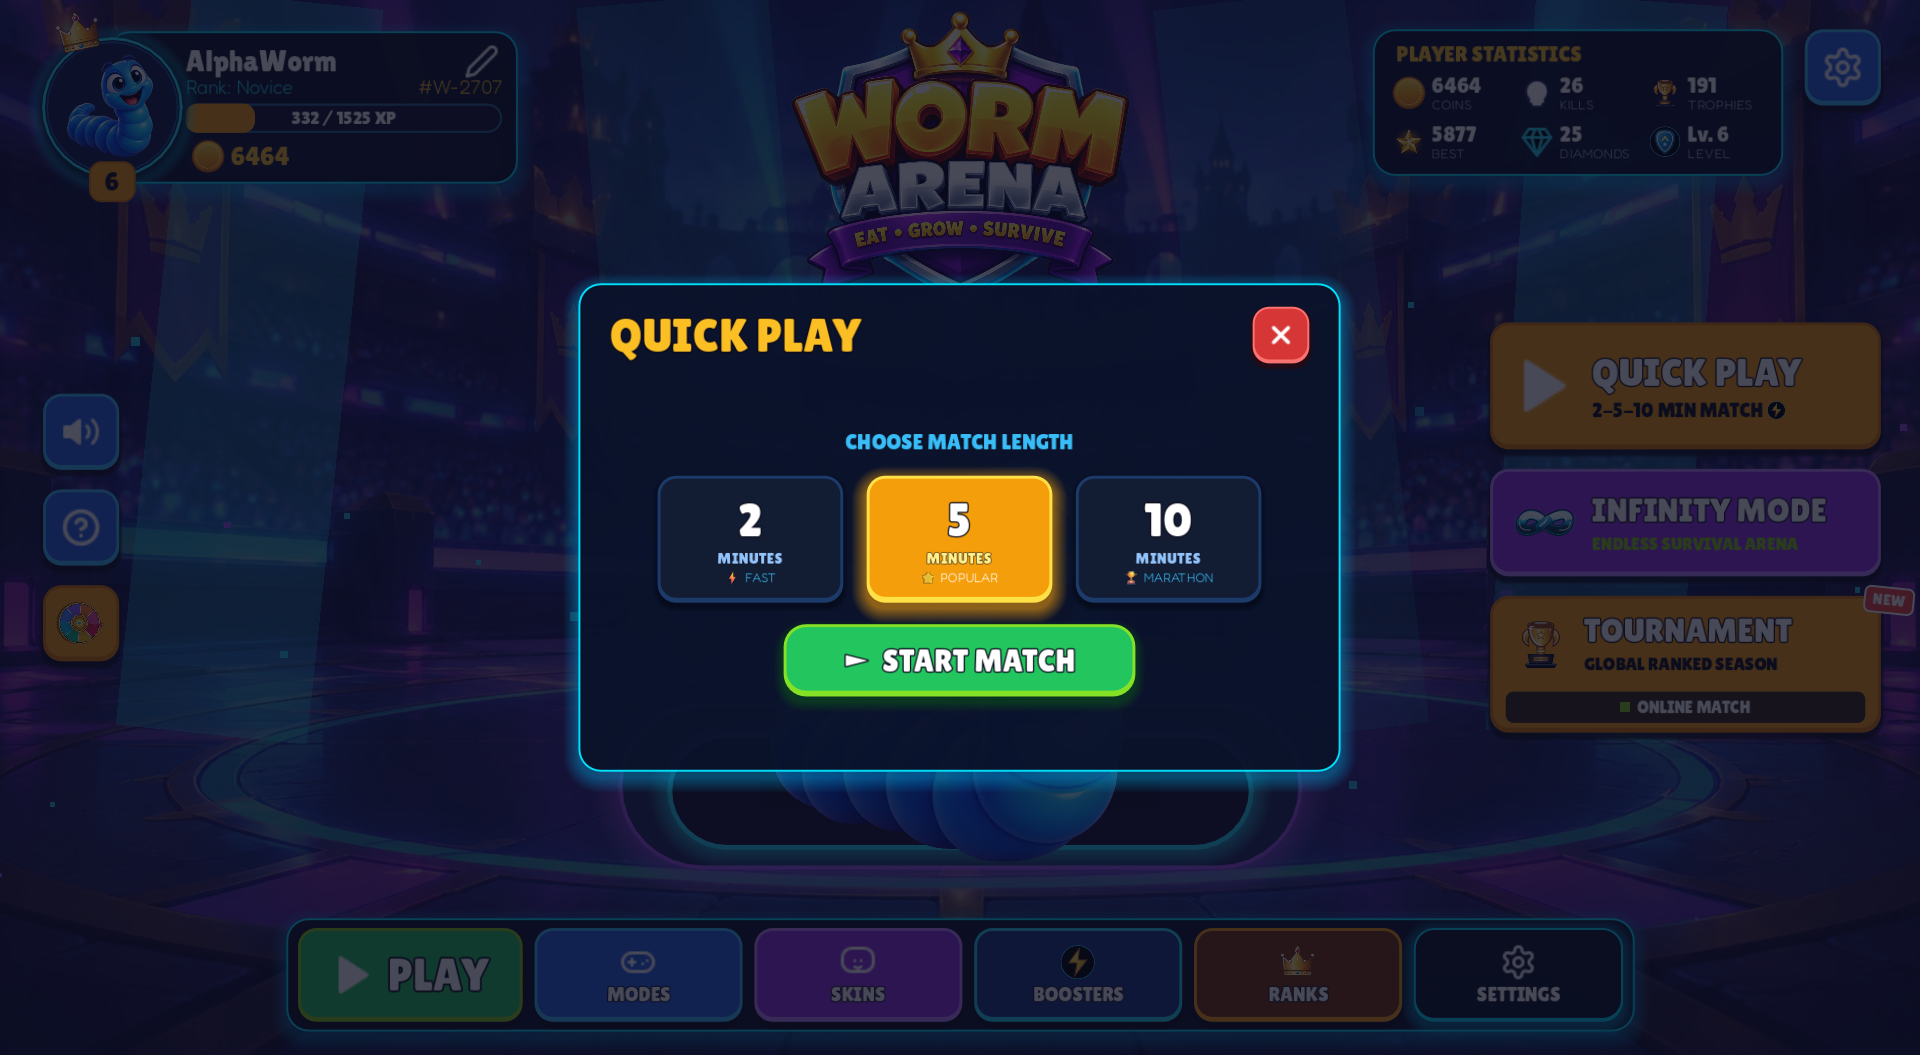 AlphaWorm
Rank: Novice
#W-2707
332 / 1525 XP
6464
6
WORM
ARENA
EAT • GROW • SURVIVE
PLAYER STATISTICS
6464
COINS
26
KILLS
191
TROPHIES
5877
BEST
25
DIAMONDS
Lv. 6
LEVEL
QUICK PLAY
CHOOSE MATCH LENGTH
2
MINUTES
FAST
5
MINUTES
POPULAR
10
MINUTES
MARATHON
START MATCH
QUICK PLAY
2-5-10 MIN MATCH
INFINITY MODE
ENDLESS SURVIVAL ARENA
NEW
TOURNAMENT
GLOBAL RANKED SEASON
ONLINE MATCH
PLAY
MODES
SKINS
BOOSTERS
RANKS
SETTINGS